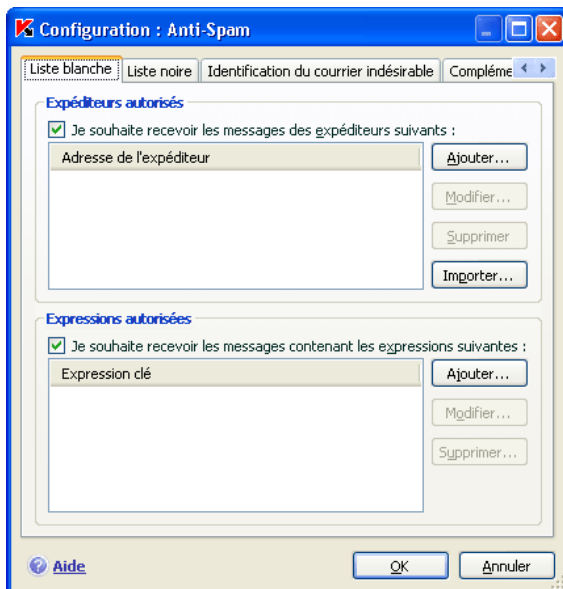 Configuration : Anti-Spam
Liste blanche Liste noire Identification du courrier indésirable Compléme
Expéditeurs autorisés
Je souhaite recevoir les messages des expéditeurs suivants :
Adresse de l'expéditeur
Ajouter...
Modifier...
Supprimer
Importer...
Expressions autorisées
Je souhaite recevoir les messages contenant les expressions suivantes :
Expression clé
Ajouter...
Modifier...
Supprimer...
Aide
OK
Annuler